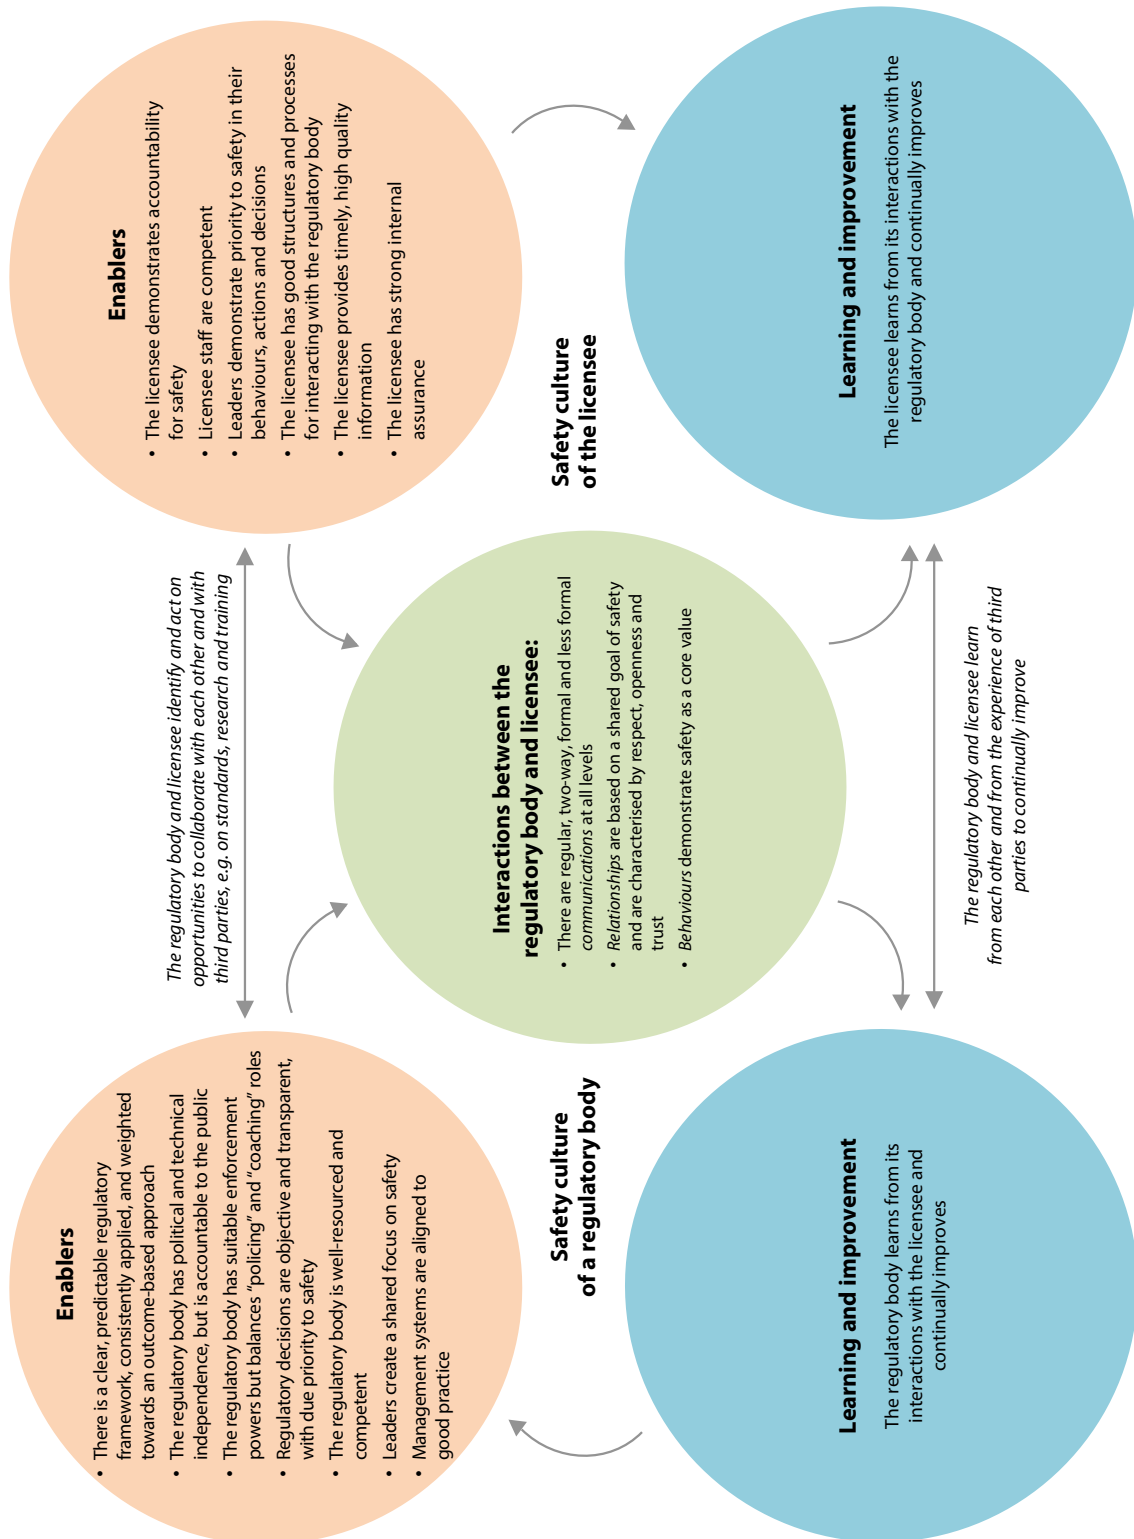 Enablers
• There is a clear, predictable regulatory
framework, consistently applied, and weighted
towards an outcome-based approach
• The regulatory body has political and technical
independence, but is accountable to the public
• The regulatory body has suitable enforcement
powers but balances “policing” and “coaching” roles
• Regulatory decisions are objective and transparent,
with due priority to safety
• The regulatory body is well-resourced and
competent
• Leaders create a shared focus on safety
• Management systems are aligned to
good practice
The regulatory body and licensee identify and act on
opportunities to collaborate with each other and with
third parties, e.g. on standards, research and training
Enablers
• The licensee demonstrates accountability
for safety
• Licensee staff are competent
• Leaders demonstrate priority to safety in their
behaviours, actions and decisions
• The licensee has good structures and processes
for interacting with the regulatory body
• The licensee provides timely, high quality
information
• The licensee has strong internal
assurance
Safety culture
of a regulatory body
Interactions between the
regulatory body and licensee:
• There are regular, two-way, formal and less formal
communications at all levels
• Relationships are based on a shared goal of safety
and are characterised by respect, openness and
trust
• Behaviours demonstrate safety as a core value
Safety culture
of the licensee
Learning and improvement
The regulatory body learns from its
interactions with the licensee and
continually improves
The regulatory body and licensee learn
from each other and from the experience of third
parties to continually improve
Learning and improvement
The licensee learns from its interactions with the
regulatory body and continually improves